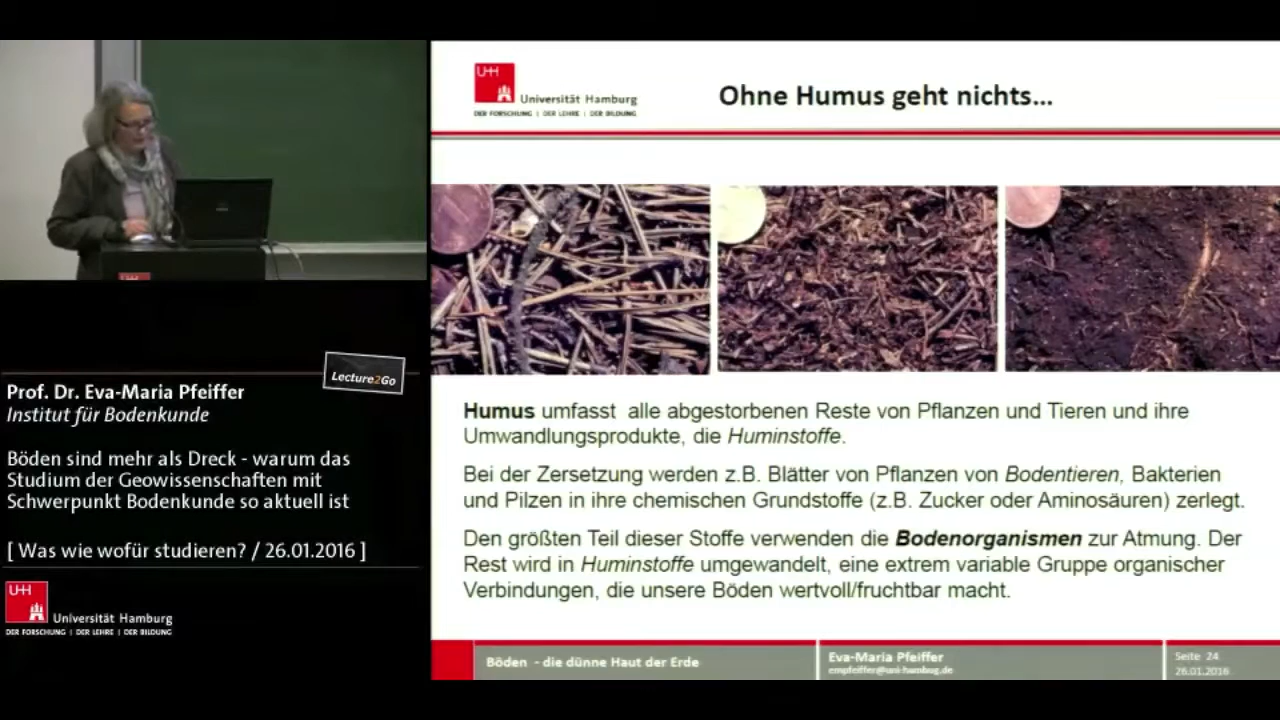 UHH
Universität Hamburg
DER FORSCHUNG | DER LEHRE | DER BILDUNG
Ohne Humus geht nichts...
Humus umfasst alle abgestorbenen Reste von Pflanzen und Tieren und ihre
Umwandlungsprodukte, die Huminstoffe.
Bei der Zersetzung werden z.B. Blätter von Pflanzen von Bodentieren, Bakterien
und Pilzen in ihre chemischen Grundstoffe (z.B. Zucker oder Aminosäuren) zerlegt.
Den größten Teil dieser Stoffe verwenden die Bodenorganismen zur Atmung. Der
Rest wird in Huminstoffe umgewandelt, eine extrem variable Gruppe organischer
Verbindungen, die unsere Böden wertvoll/fruchtbar macht.
Böden - die dünne Haut der Erde
Eva-Maria Pfeiffer
empfeiffer@uni-hambug.de
Seite 24
26.01.2016
Lecture2Go
Prof. Dr. Eva-Maria Pfeiffer
Institut für Bodenkunde
Böden sind mehr als Dreck - warum das
Studium der Geowissenschaften mit
Schwerpunkt Bodenkunde so aktuell ist
[ Was wie wofür studieren? / 26.01.2016 ]
UHH
Universität Hamburg
DER FORSCHUNG | DER LEHRE | DER BILDUNG